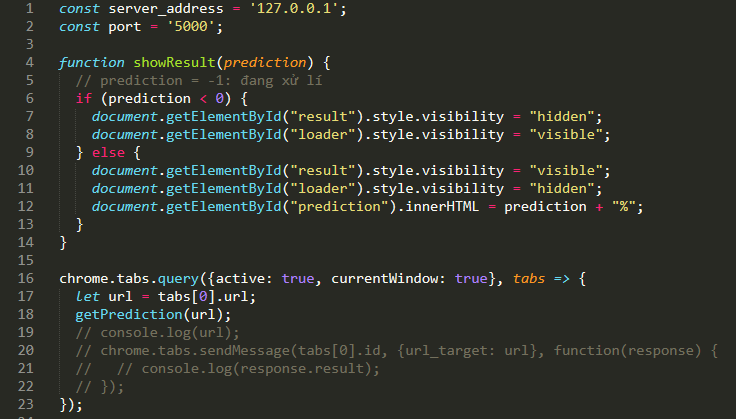 1 const server_address = '127.0.0.1';
2 const port = '5000';
3
4 function showResult(prediction) {
5   // prediction = -1: đang xử lí
6   if (prediction < 0) {
7     document.getElementById("result").style.visibility = "hidden";
8     document.getElementById("loader").style.visibility = "visible";
9   } else {
10     document.getElementById("result").style.visibility = "visible";
11     document.getElementById("loader").style.visibility = "hidden";
12     document.getElementById("prediction").innerHTML = prediction + "%";
13   }
14 }
15
16 chrome.tabs.query({active: true, currentWindow: true}, tabs => {
17   let url = tabs[0].url;
18   getPrediction(url);
19   // console.log(url);
20   // chrome.tabs.sendMessage(tabs[0].id, {url_target: url}, function(response) {
21   //   // console.log(response.result);
22   // });
23 });